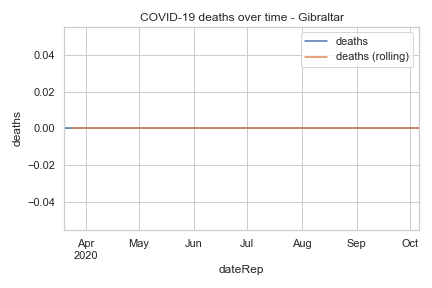 COVID-19 deaths over time - Gibraltar
deaths
deaths (rolling)
0.04
0.02
0.00
−0.02
−0.04
deaths
Apr
2020
May
Jun
Jul
Aug
Sep
Oct
dateRep